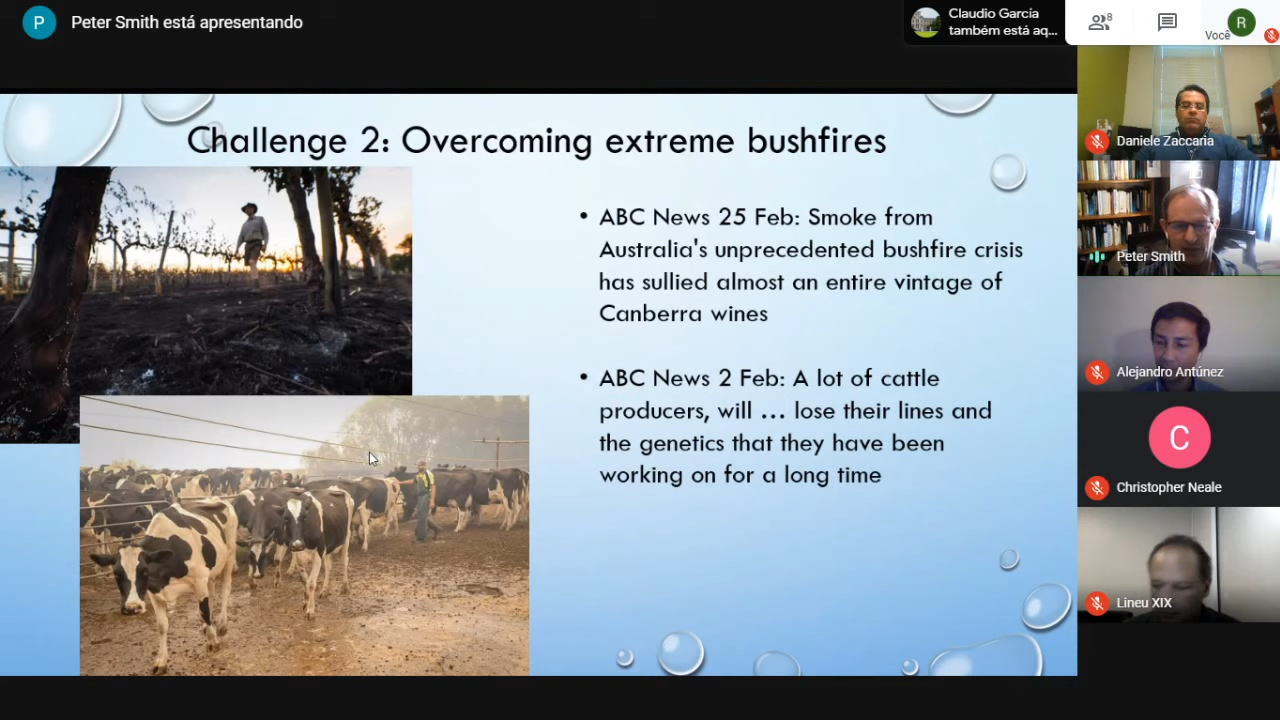 P
Peter Smith está apresentando
Claudio García
também está aq...
8
Você
R
Challenge 2: Overcoming extreme bushfires
• ABC News 25 Feb: Smoke from
Australia's unprecedented bushfire crisis
has sullied almost an entire vintage of
Canberra wines
• ABC News 2 Feb: A lot of cattle
producers, will ... lose their lines and
the genetics that they have been
working on for a long time
Daniele Zaccaria
Peter Smith
Alejandro Antúnez
C
Christopher Neale
Lineu XIX